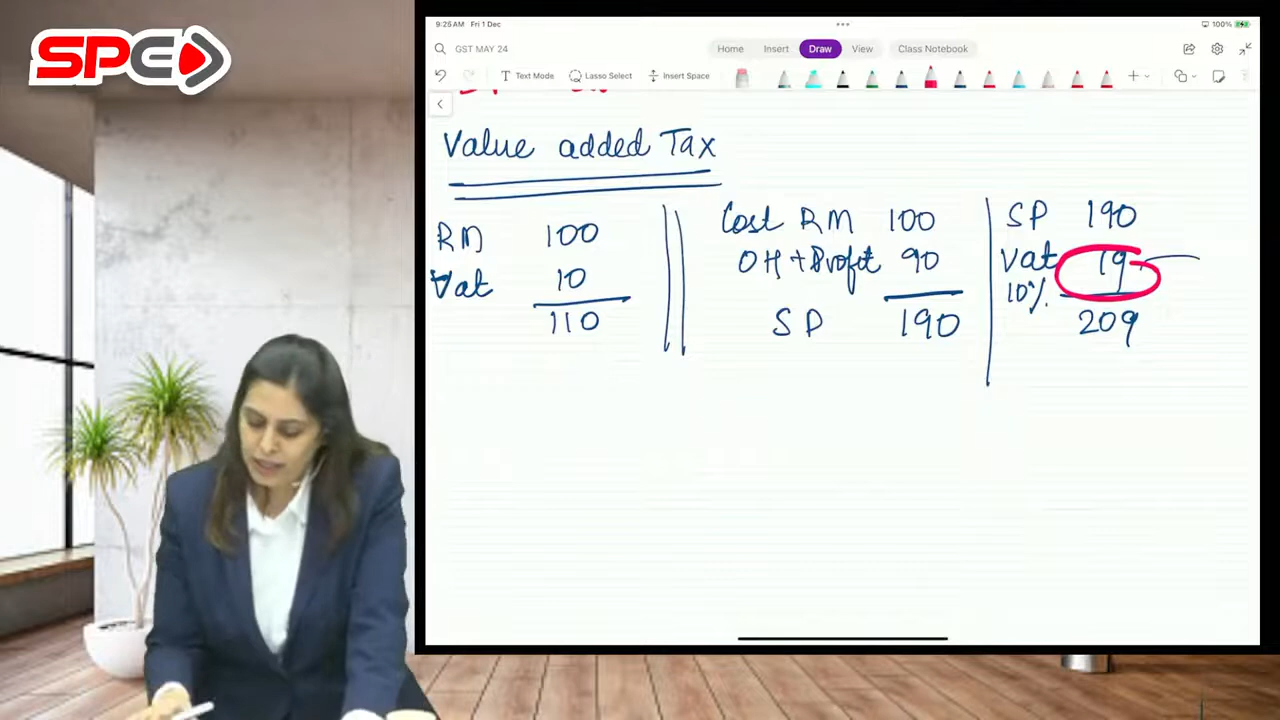 SPE
9:25 AM Fri 1 Dec
100%
GST MAY 24
Home Insert Draw View Class Notebook
Text Mode Lasso Select Insert Space
Value added Tax
RM 100
Vat 10
110
Cost RM 100
OH + Profit 90
SP 190
SP 190
Vat 19
10%
209